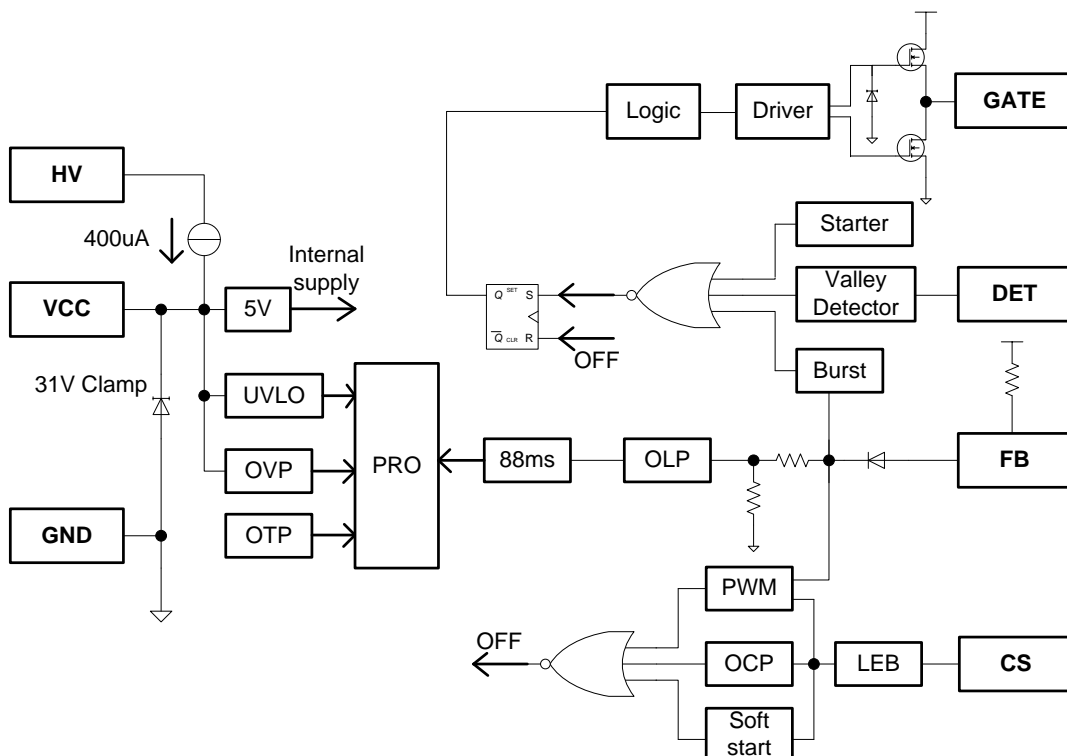 Logic
Driver
GATE
HV
400uA
Starter
Internal
supply
VCC
5V
Q
SET
S
Q
CLR
R
OFF
Valley
Detector
DET
31V Clamp
Burst
UVLO
OVP
PRO
88ms
OLP
FB
GND
OTP
PWM
OFF
OCP
LEB
CS
Soft
start